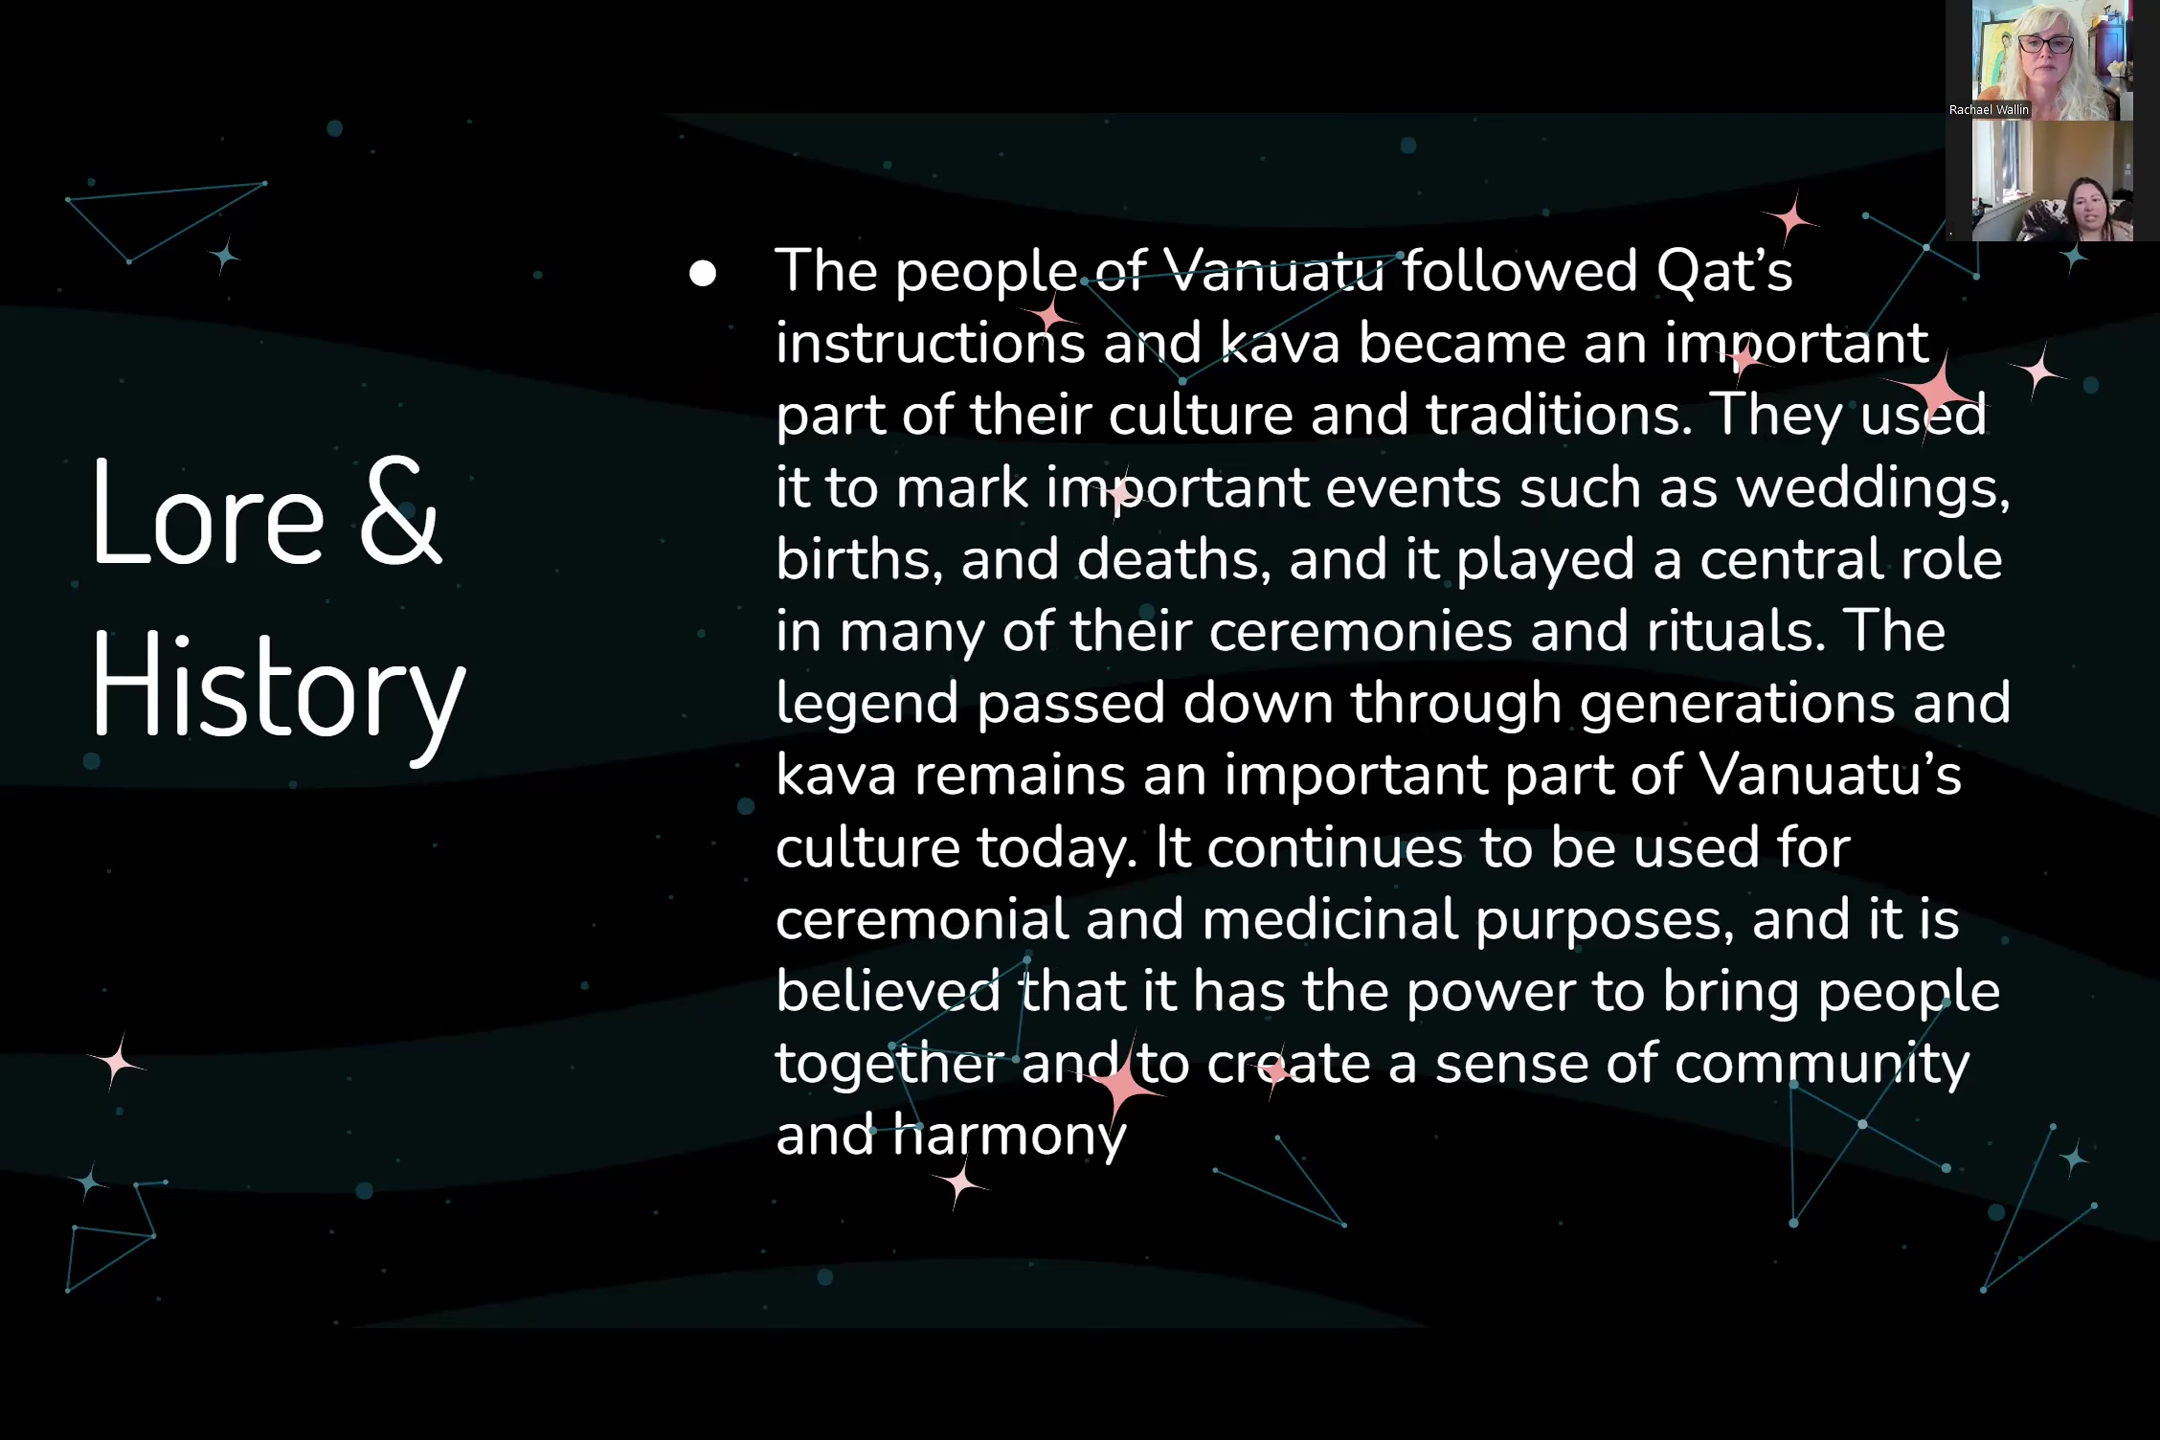 Rachael Wallin
Lore &
History
● The people of Vanuatu followed Qat’s
instructions and kava became an important
part of their culture and traditions. They used
it to mark important events such as weddings,
births, and deaths, and it played a central role
in many of their ceremonies and rituals. The
legend passed down through generations and
kava remains an important part of Vanuatu’s
culture today. It continues to be used for
ceremonial and medicinal purposes, and it is
believed that it has the power to bring people
together and to create a sense of community
and harmony